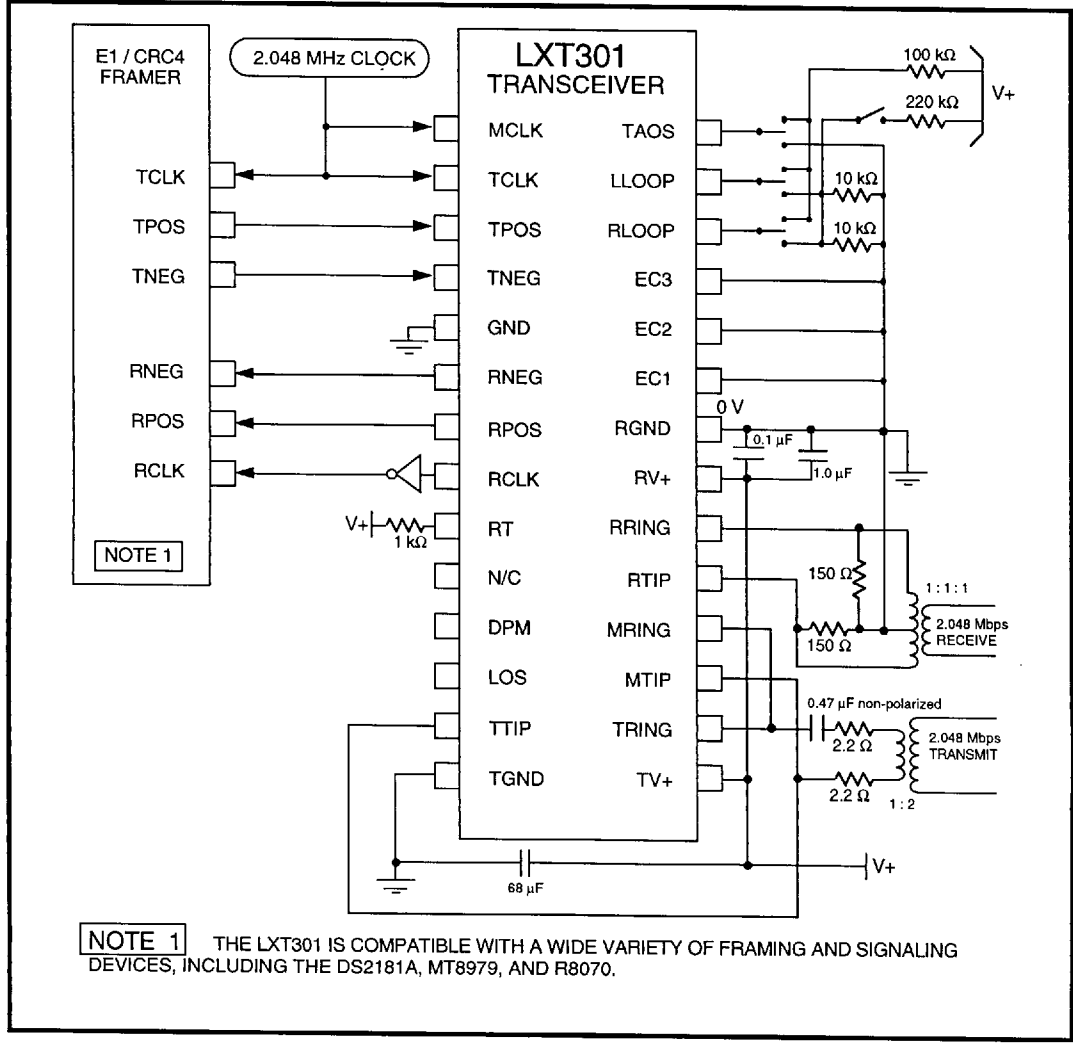 E1 / CRC4
FRAMER
TCLK
TPOS
TNEG
RNEG
RPOS
RCLK
NOTE 1
2.048 MHz CLOCK
LXT301
TRANSCEIVER
MCLK
TCLK
TPOS
TNEG
GND
RNEG
RPOS
RCLK
RT
N/C
DPM
LOS
TTIP
TGND
TAOS
LLOOP
RLOOP
EC3
EC2
EC1
RGND
RV+
RRING
RTIP
MRING
MTIP
TRING
TV+
V+
1 kΩ
100 kΩ
220 kΩ
V+
10 kΩ
10 kΩ
0 V
0.1 µF
1.0 µF
150 Ω
150 Ω
1 : 1 : 1
2.048 Mbps
RECEIVE
0.47 µF non-polarized
2.2 Ω
2.2 Ω
1 : 2
2.048 Mbps
TRANSMIT
68 µF
V+
NOTE 1 THE LXT301 IS COMPATIBLE WITH A WIDE VARIETY OF FRAMING AND SIGNALING
DEVICES, INCLUDING THE DS2181A, MT8979, AND R8070.